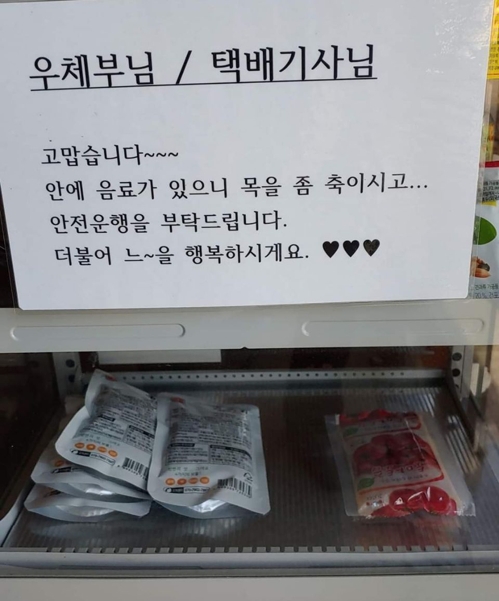 우체부님 / 택배기사님
고맙습니다~~~
안에 음료가 있으니 목을 좀 축이시고...
안전운행을 부탁드립니다.
더불어 느~을 행복하시게요. ♥♥♥